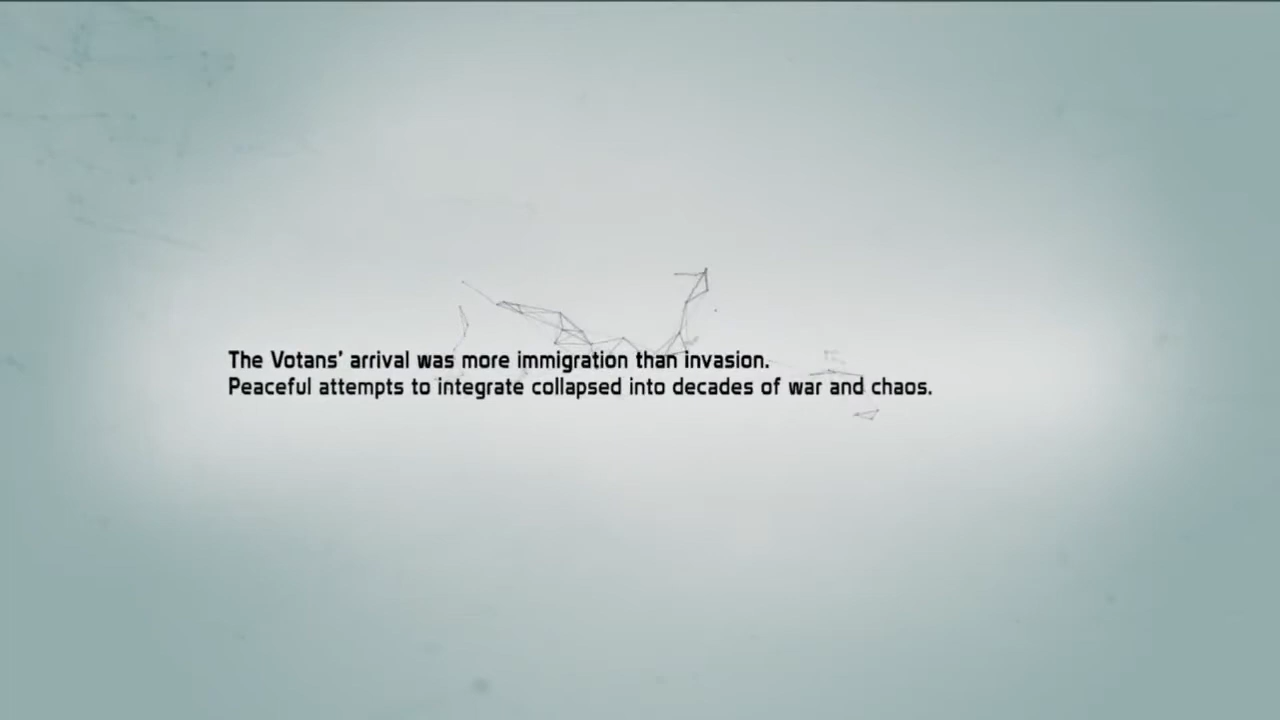 The Votans' arrival was more immigration than invasion.
Peaceful attempts to integrate collapsed into decades of war and chaos.